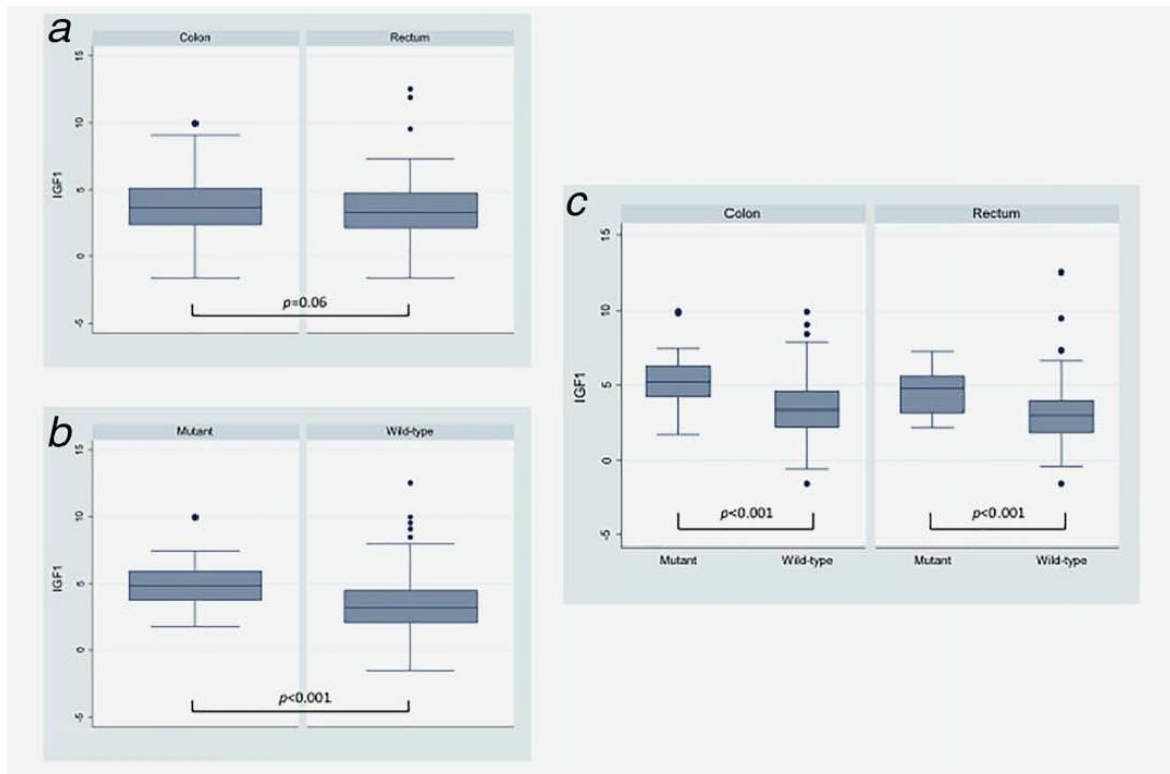 a
Colon Rectum
15
10
5
0
-5
IGF1
p=0.06
b
Mutant Wild-type
15
10
5
0
-5
IGF1
p<0.001
c
Colon Rectum
15
10
5
0
-5
IGF1
p<0.001 p<0.001
Mutant Wild-type Mutant Wild-type